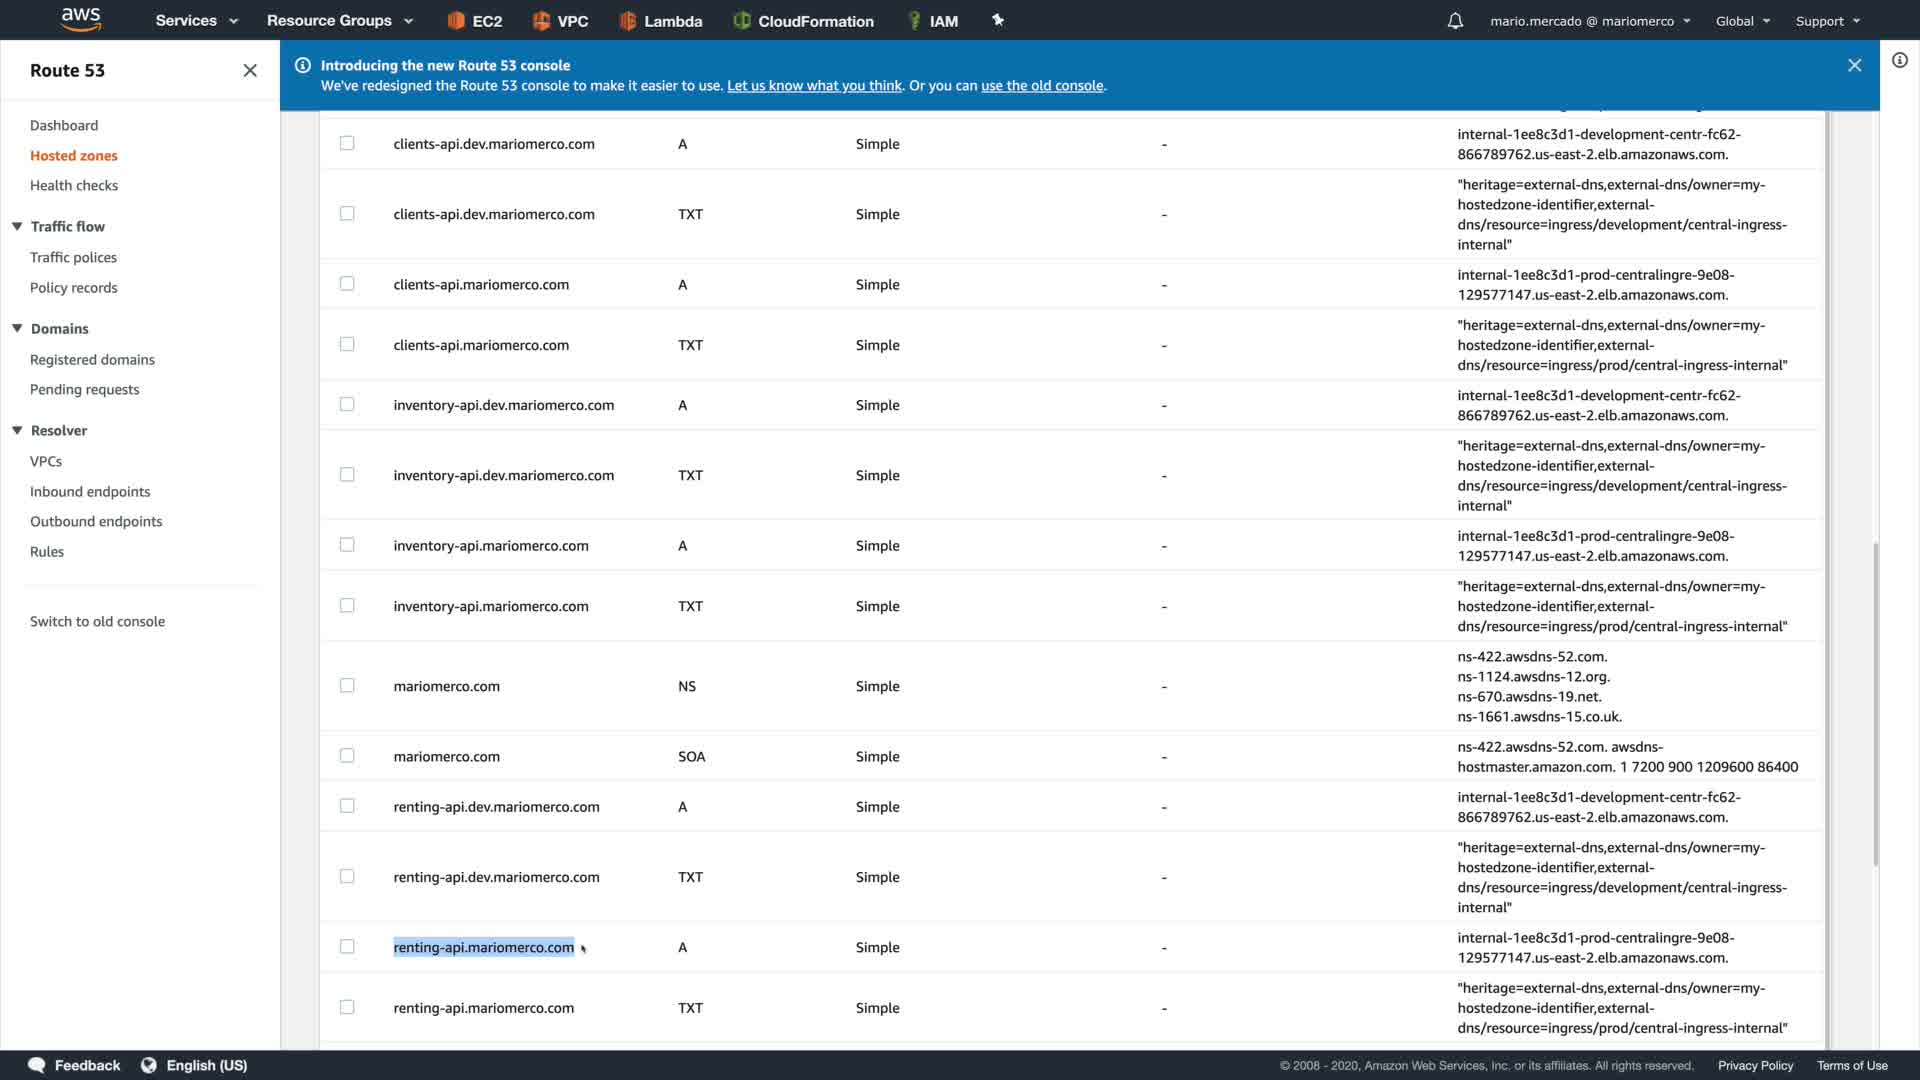 aws Services Resource Groups EC2 VPC Lambda CloudFormation IAM mario.mercado @ mariomerco Global Support
Route 53
Dashboard
Hosted zones
Health checks
Traffic flow
Traffic polices
Policy records
Domains
Registered domains
Pending requests
Resolver
VPCs
Inbound endpoints
Outbound endpoints
Rules
Switch to old console
Introducing the new Route 53 console
We've redesigned the Route 53 console to make it easier to use. Let us know what you think. Or you can use the old console.
clients-api.dev.mariomerco.com A Simple - internal-1ee8c3d1-development-centr-fc62-
866789762.us-east-2.elb.amazonaws.com.
clients-api.dev.mariomerco.com TXT Simple - "heritage=external-dns,external-dns/owner=my-
hostedzone-identifier,external-
dns/resource=ingress/development/central-ingress-
internal"
clients-api.mariomerco.com A Simple - internal-1ee8c3d1-prod-centralingre-9e08-
129577147.us-east-2.elb.amazonaws.com.
clients-api.mariomerco.com TXT Simple - "heritage=external-dns,external-dns/owner=my-
hostedzone-identifier,external-
dns/resource=ingress/prod/central-ingress-internal"
inventory-api.dev.mariomerco.com A Simple - internal-1ee8c3d1-development-centr-fc62-
866789762.us-east-2.elb.amazonaws.com.
inventory-api.dev.mariomerco.com TXT Simple - "heritage=external-dns,external-dns/owner=my-
hostedzone-identifier,external-
dns/resource=ingress/development/central-ingress-
internal"
inventory-api.mariomerco.com A Simple - internal-1ee8c3d1-prod-centralingre-9e08-
129577147.us-east-2.elb.amazonaws.com.
inventory-api.mariomerco.com TXT Simple - "heritage=external-dns,external-dns/owner=my-
hostedzone-identifier,external-
dns/resource=ingress/prod/central-ingress-internal"
mariomerco.com NS Simple - ns-422.awsdns-52.com.
ns-1124.awsdns-12.org.
ns-670.awsdns-19.net.
ns-1661.awsdns-15.co.uk.
mariomerco.com SOA Simple - ns-422.awsdns-52.com. awsdns-
hostmaster.amazon.com. 1 7200 900 1209600 86400
renting-api.dev.mariomerco.com A Simple - internal-1ee8c3d1-development-centr-fc62-
866789762.us-east-2.elb.amazonaws.com.
renting-api.dev.mariomerco.com TXT Simple - "heritage=external-dns,external-dns/owner=my-
hostedzone-identifier,external-
dns/resource=ingress/development/central-ingress-
internal"
renting-api.mariomerco.com A Simple - internal-1ee8c3d1-prod-centralingre-9e08-
129577147.us-east-2.elb.amazonaws.com.
renting-api.mariomerco.com TXT Simple - "heritage=external-dns,external-dns/owner=my-
hostedzone-identifier,external-
dns/resource=ingress/prod/central-ingress-internal"
Feedback English (US) © 2008 - 2020, Amazon Web Services, Inc. or its affiliates. All rights reserved. Privacy Policy Terms of Use